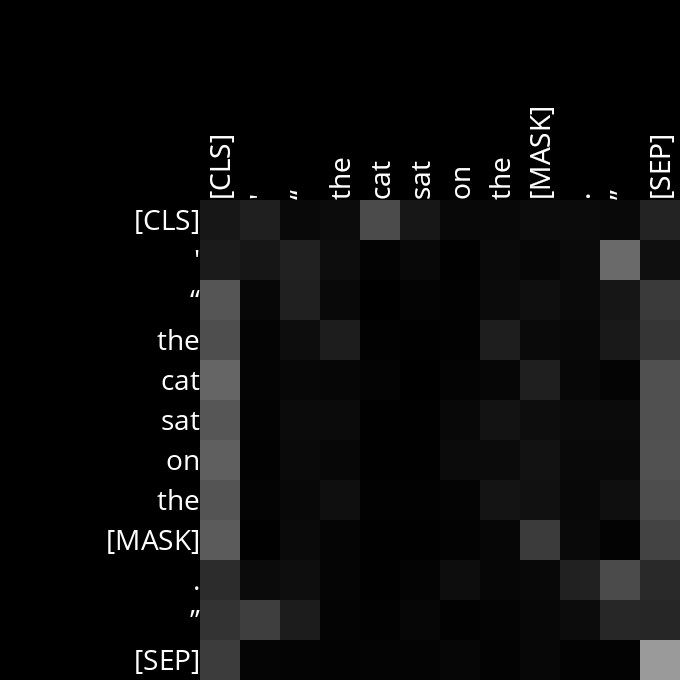 [CLS] ' “ the cat sat on the [MASK] . ” [SEP]
[CLS]
'
“
the
cat
sat
on
the
[MASK]
.
”
[SEP]